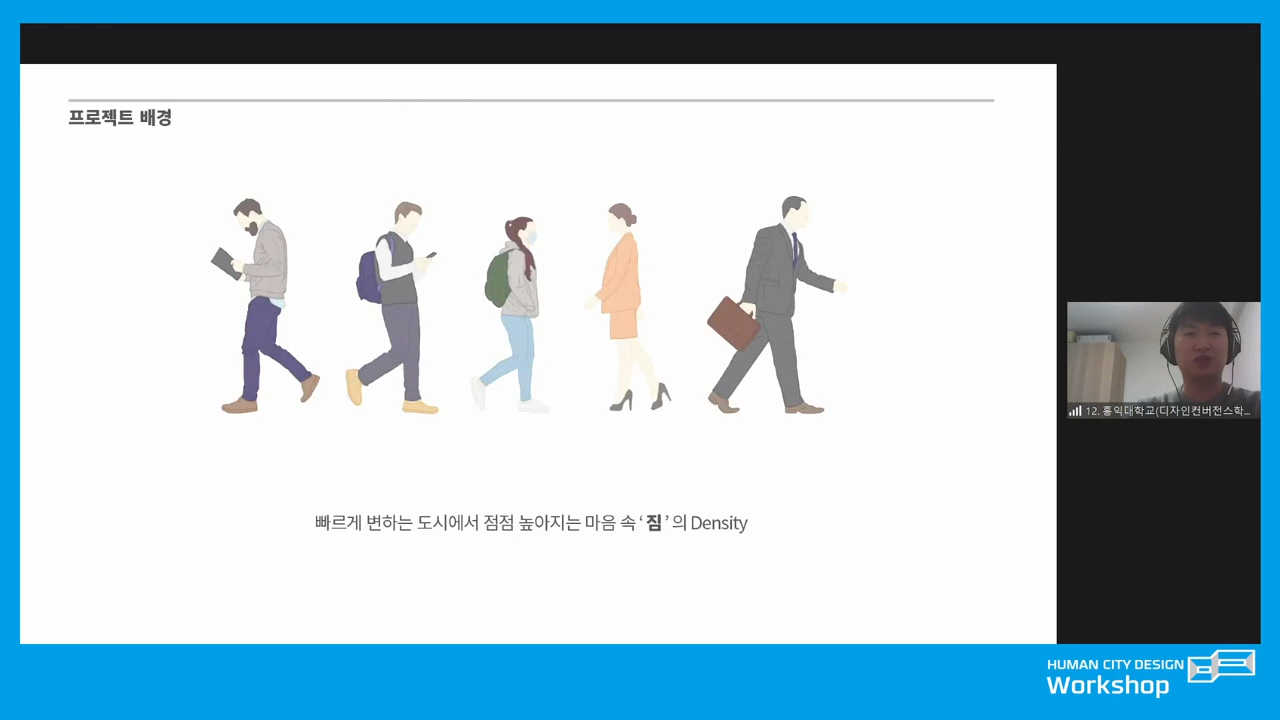 프로젝트 배경
빠르게 변하는 도시에서 점점 높아지는 마음 속 ‘짐’의 Density
12. 홍익대학교(디자인컨버전스학...
HUMAN CITY DESIGN
Workshop